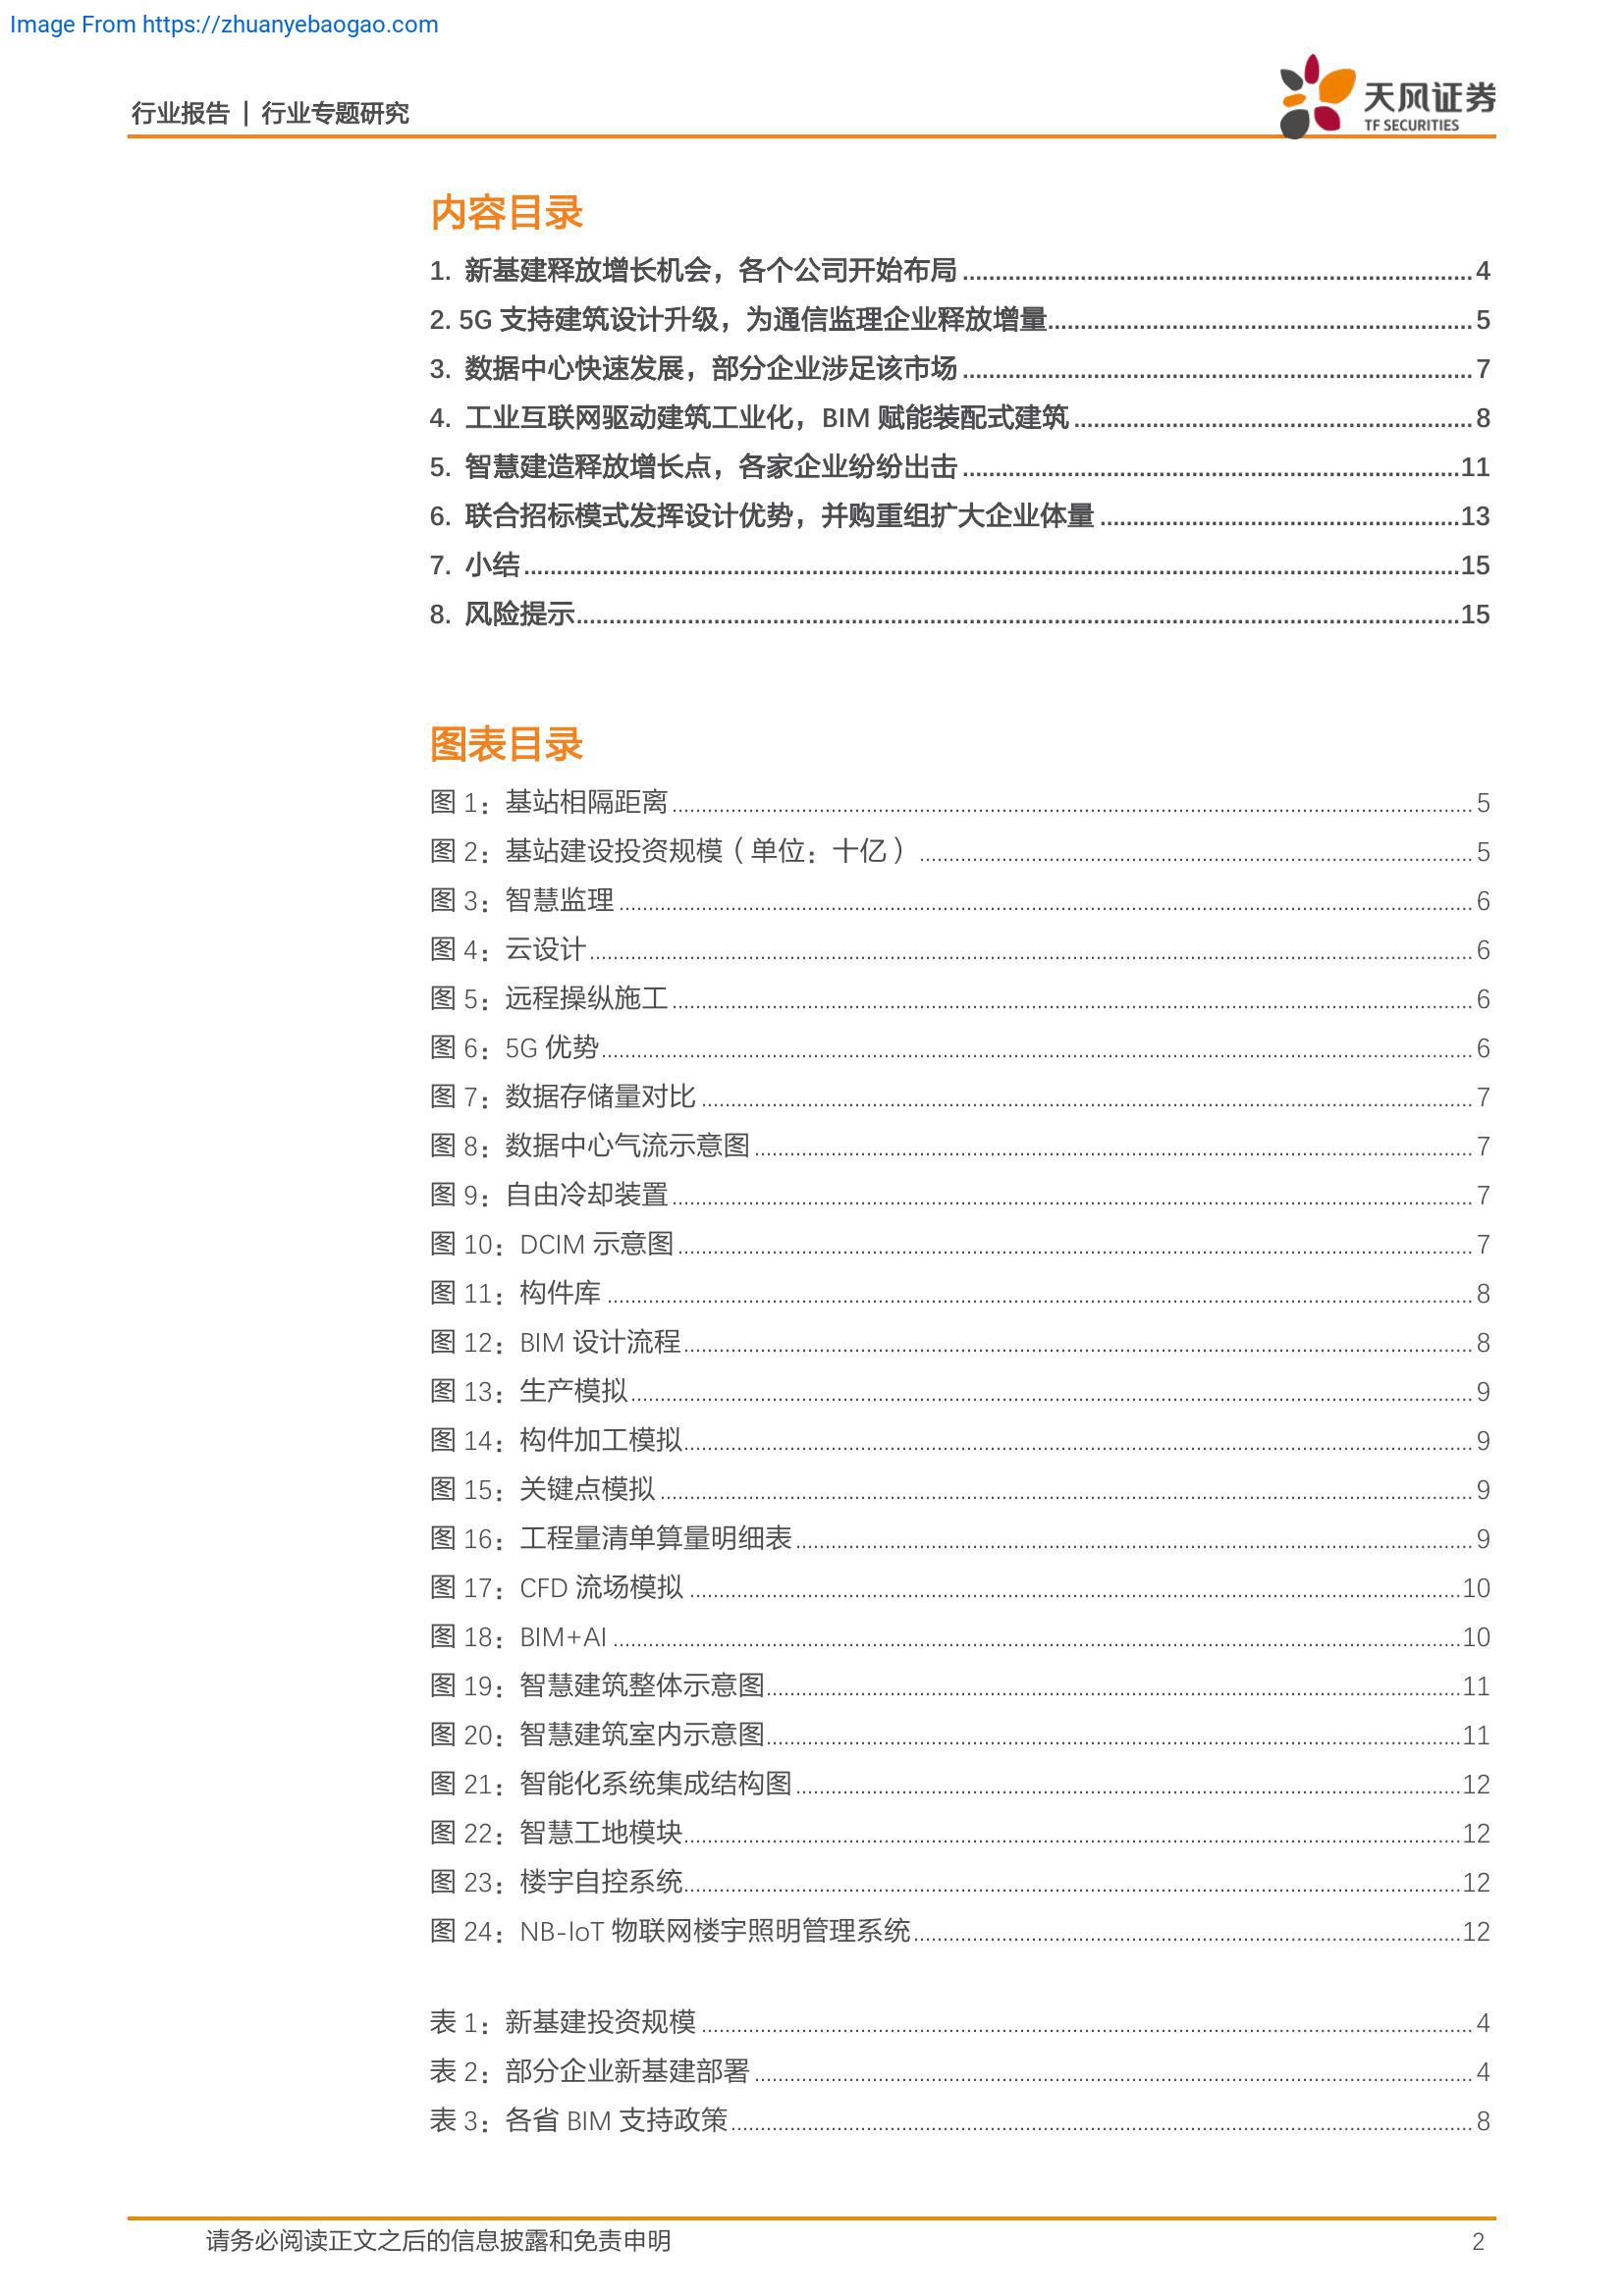 Image From https://zhuanyebaogao.com
行业报告 | 行业专题研究
天风证券
TF SECURITIES
内容目录
1. 新基建释放增长机会，各个公司开始布局 4
2. 5G 支持建筑设计升级，为通信监理企业释放增量 5
3. 数据中心快速发展，部分企业涉足该市场 7
4. 工业互联网驱动建筑工业化，BIM 赋能装配式建筑 8
5. 智慧建造释放增长点，各家企业纷纷出击 11
6. 联合招标模式发挥设计优势，并购重组扩大企业体量 13
7. 小结 15
8. 风险提示 15
图表目录
图 1：基站相隔距离 5
图 2：基站建设投资规模（单位：十亿） 5
图 3：智慧监理 6
图 4：云设计 6
图 5：远程操纵施工 6
图 6：5G 优势 6
图 7：数据存储量对比 7
图 8：数据中心气流示意图 7
图 9：自由冷却装置 7
图 10：DCIM 示意图 7
图 11：构件库 8
图 12：BIM 设计流程 8
图 13：生产模拟 9
图 14：构件加工模拟 9
图 15：关键点模拟 9
图 16：工程量清单算量明细表 9
图 17：CFD 流场模拟 10
图 18：BIM+AI 10
图 19：智慧建筑整体示意图 11
图 20：智慧建筑室内示意图 11
图 21：智能化系统集成结构图 12
图 22：智慧工地模块 12
图 23：楼宇自控系统 12
图 24：NB-IoT 物联网楼宇照明管理系统 12
表 1：新基建投资规模 4
表 2：部分企业新基建部署 4
表 3：各省 BIM 支持政策 8
请务必阅读正文之后的信息披露和免责申明 2